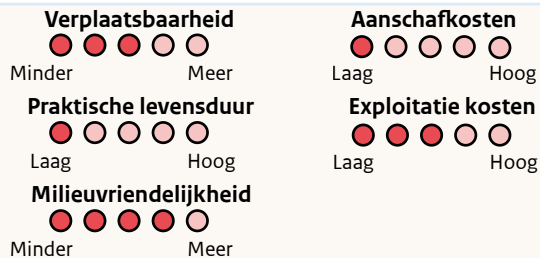 Verplaatsbaarheid
Minder Meer
Aanschafkosten
Laag Hoog
Praktische levensduur
Laag Hoog
Exploitatie kosten
Laag Hoog
Milieuvriendelijkheid
Minder Meer